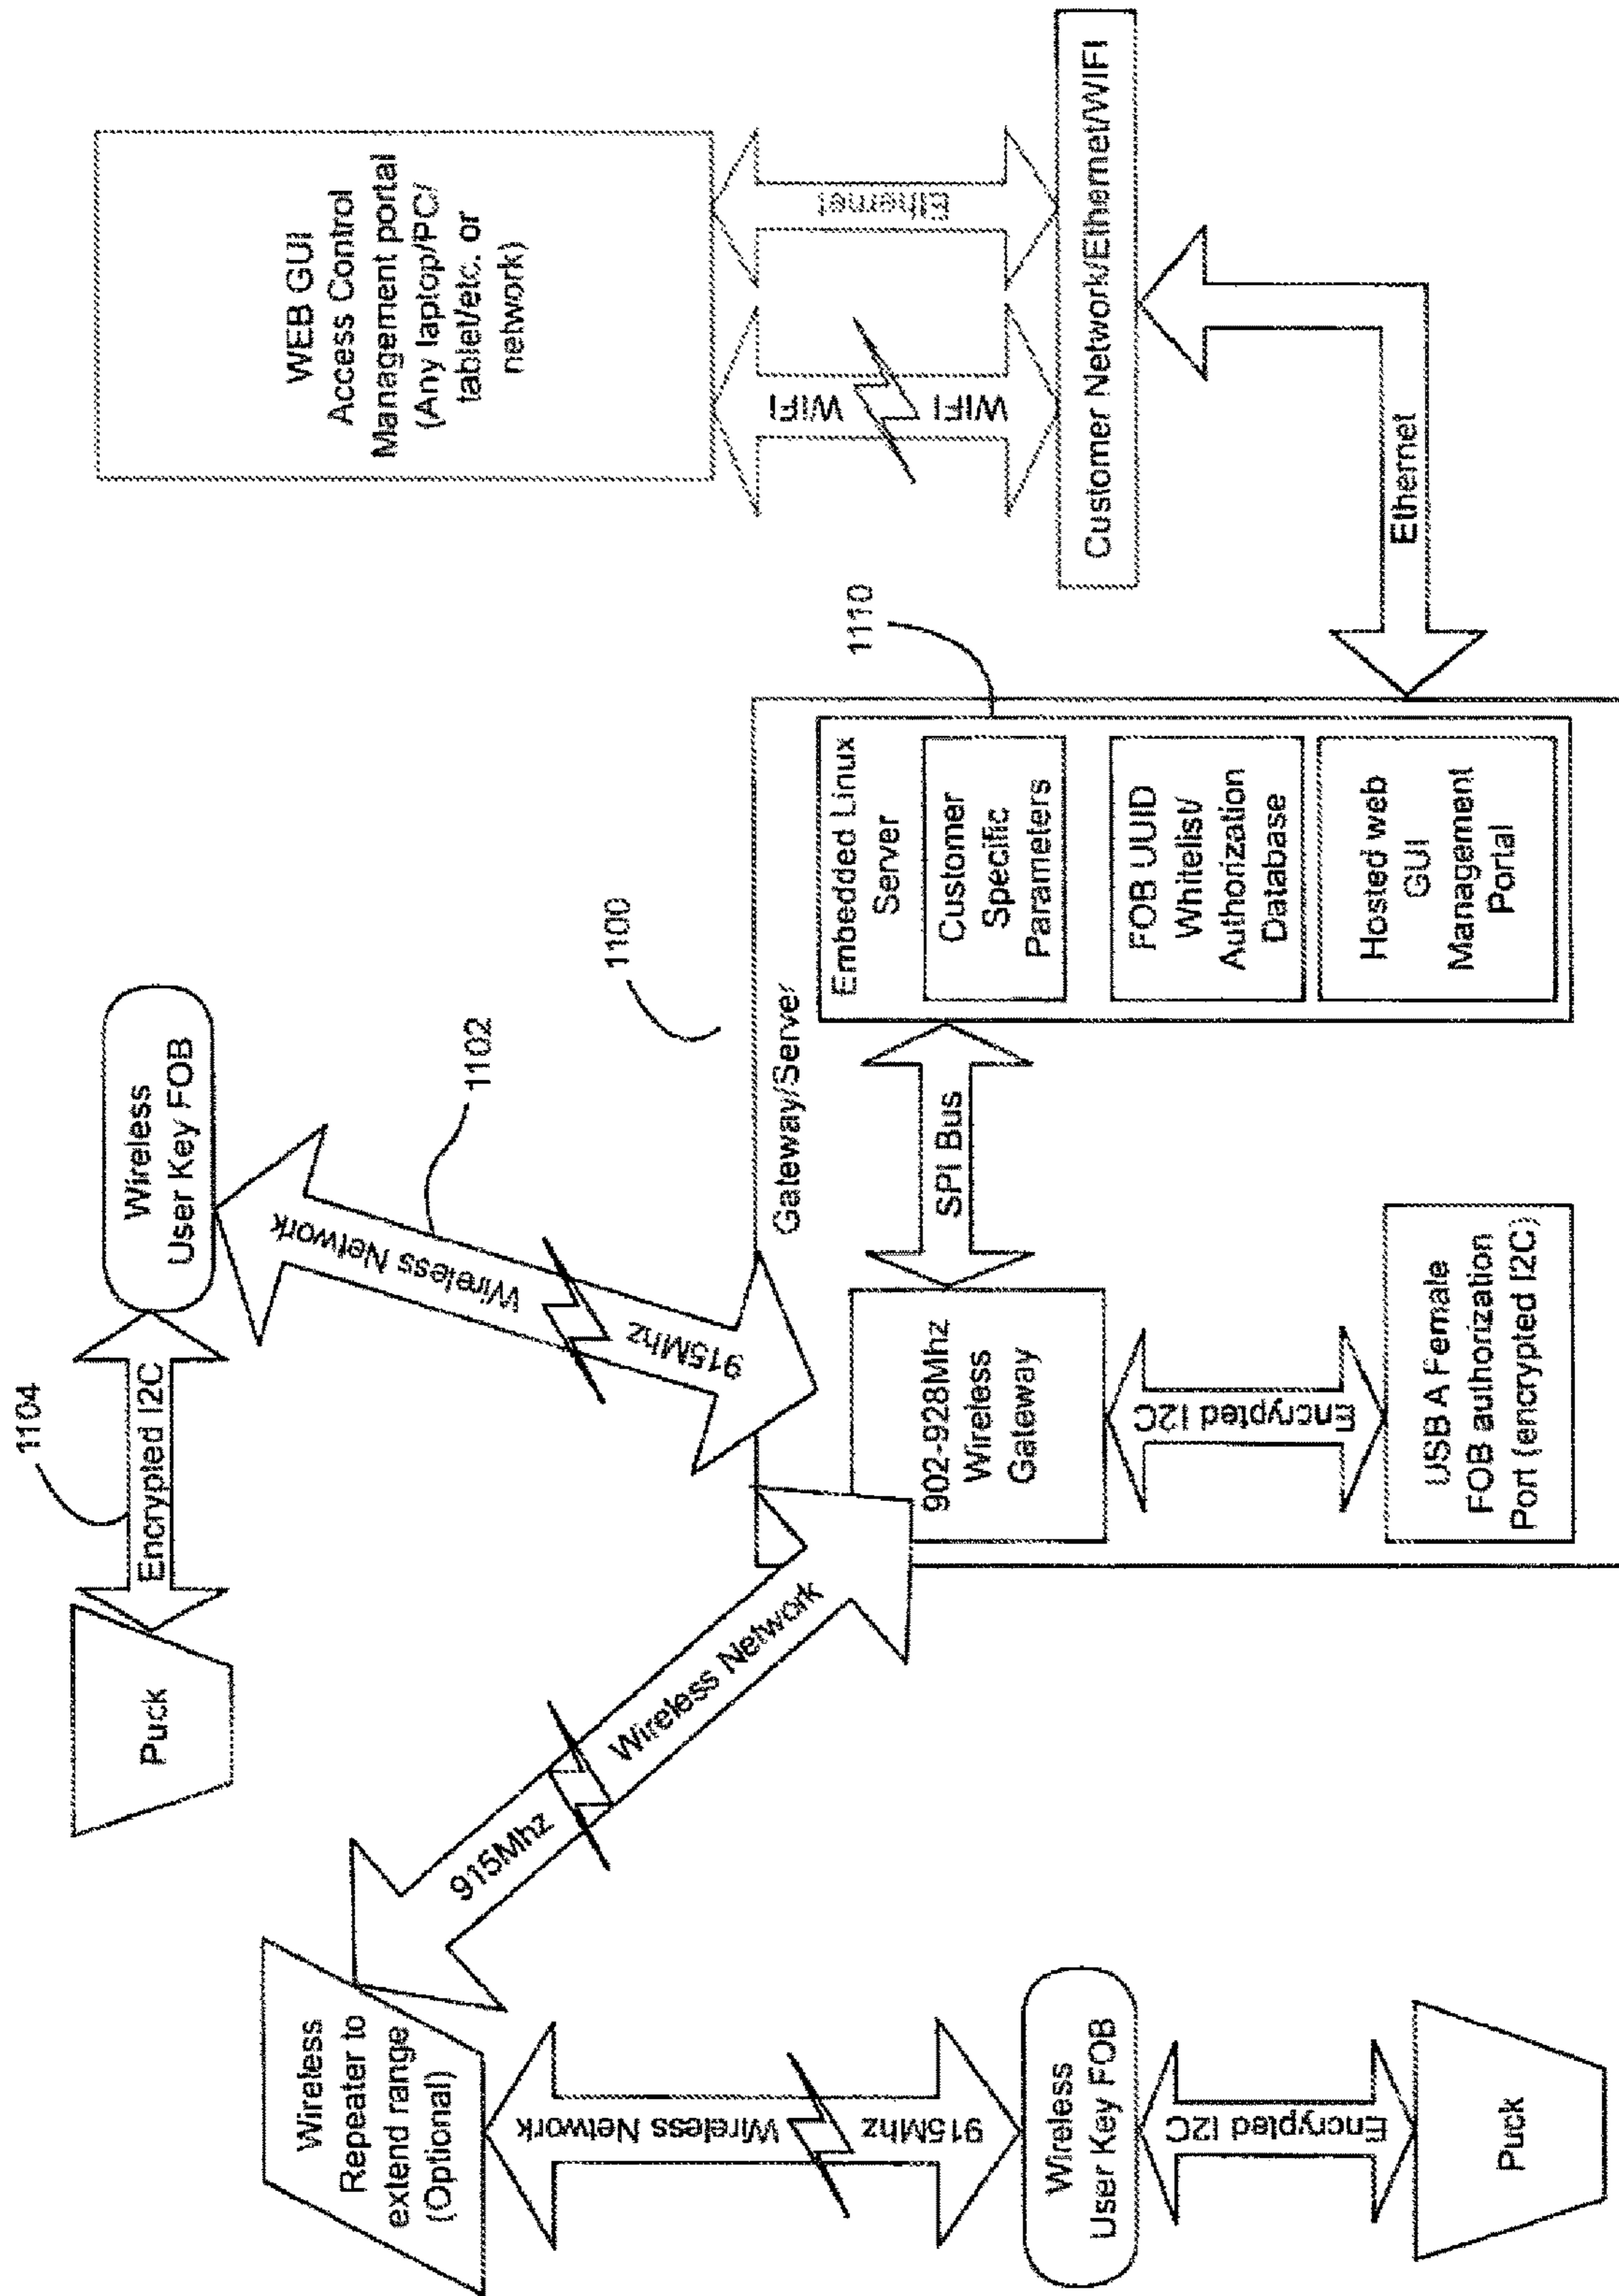 Puck
1104
Encrypted I2C
Wireless
User Key FOB
1102
Wireless Network
915Mhz
WEB GUI
Access Control
Management portal
(Any laptop/PC/
tablet/etc. or
network)
WiFi
WiFi
Ethernet
Customer Network/Ethernet/WIFI
Ethernet
Wireless
Repeater to
extend range
(Optional)
915Mhz
Wireless Network
Wireless Network
915Mhz
Wireless
User Key FOB
Encrypted I2C
Puck
1100
Gateway/Server
902-928Mhz
Wireless
Gateway
SPI Bus
Encrypted I2C
USB A Female
FOB authorization
Port (encrypted I2C)
1110
Embedded Linux
Server
Customer
Specific
Parameters
FOB UUID
Whitelist/
Authorization
Database
Hosted web
GUI
Management
Portal